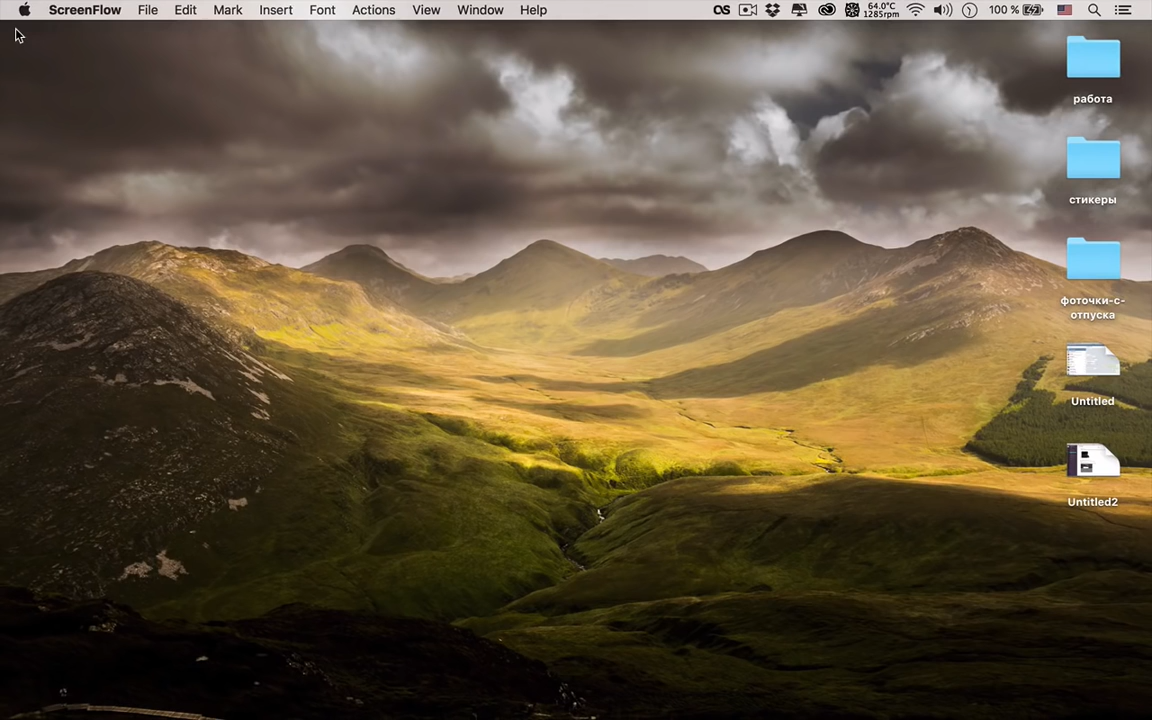 ScreenFlow File Edit Mark Insert Font Actions View Window Help
64.0°C
1285rpm
100 %
работа
стикеры
фоточки-с-
отпуска
Untitled
Untitled2